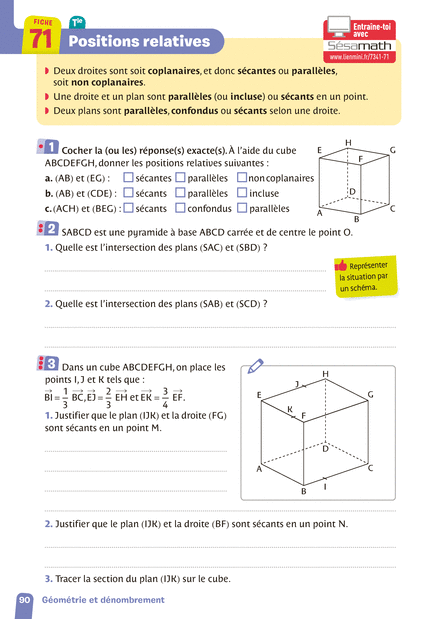 FICHE
71
Tle
Positions relatives
Entraîne-toi
avec
Sésamath
www.lienmini.fr/7341-71
Deux droites sont soit coplanaires, et donc sécantes ou parallèles,
soit non coplanaires.
Une droite et un plan sont parallèles (ou incluse) ou sécants en un point.
Deux plans sont parallèles, confondus ou sécants selon une droite.
1 Cocher la (ou les) réponse(s) exacte(s). À l'aide du cube
ABCDEFGH, donner les positions relatives suivantes :
a. (AB) et (EG) : sécantes parallèles non coplanaires
b. (AB) et (CDE) : sécants parallèles incluse
c. (ACH) et (BEG) : sécants confondus parallèles
H
E
G
F
D
A
C
B
2 SABCD est une pyramide à base ABCD carrée et de centre le point O.
1. Quelle est l'intersection des plans (SAC) et (SBD) ?
Représenter
la situation par
un schéma.
2. Quelle est l'intersection des plans (SAB) et (SCD) ?
3 Dans un cube ABCDEFGH, on place les
points I, J et K tels que :
BI = 1/3 BC, EJ = 2/3 EH et EK = 3/4 EF.
1. Justifier que le plan (IJK) et la droite (FG)
sont sécants en un point M.
H
J
E
G
K
F
D
A
C
I
B
2. Justifier que le plan (IJK) et la droite (BF) sont sécants en un point N.
3. Tracer la section du plan (IJK) sur le cube.
90 Géométrie et dénombrement